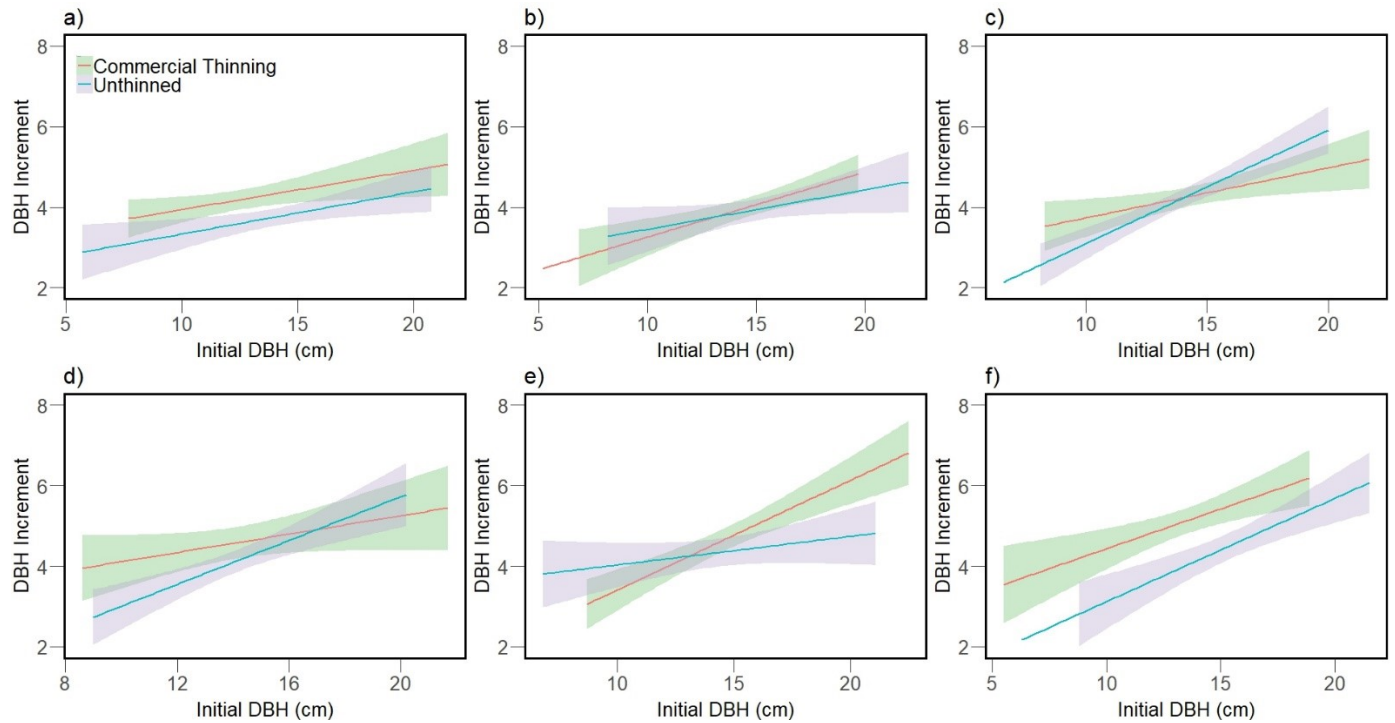 a)
8
6
4
2
DBH Increment
Commercial Thinning
Unthinned
5 10 15 20
Initial DBH (cm)
b)
8
6
4
2
DBH Increment
5 10 15 20
Initial DBH (cm)
c)
8
6
4
2
DBH Increment
10 15 20
Initial DBH (cm)
d)
8
6
4
2
DBH Increment
8 12 16 20
Initial DBH (cm)
e)
8
6
4
2
DBH Increment
10 15 20
Initial DBH (cm)
f)
8
6
4
2
DBH Increment
5 10 15 20
Initial DBH (cm)